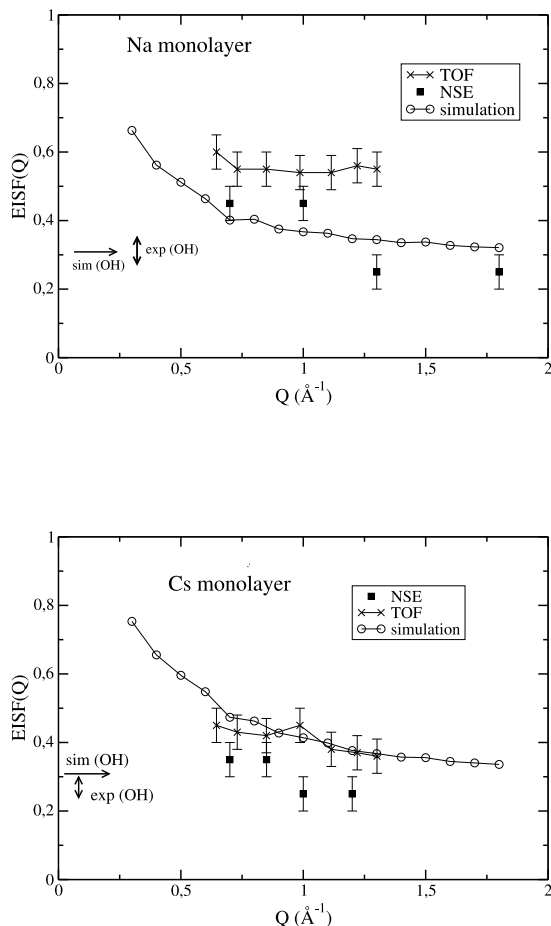 1
0,8
0,6
0,4
0,2
0
EISF(Q)
Na monolayer
TOF
NSE
simulation
sim (OH)
exp (OH)
0
0,5
1
1,5
2
Q (Å⁻¹)
1
0,8
0,6
0,4
0,2
0
EISF(Q)
Cs monolayer
NSE
TOF
simulation
sim (OH)
exp (OH)
0
0,5
1
1,5
2
Q (Å⁻¹)